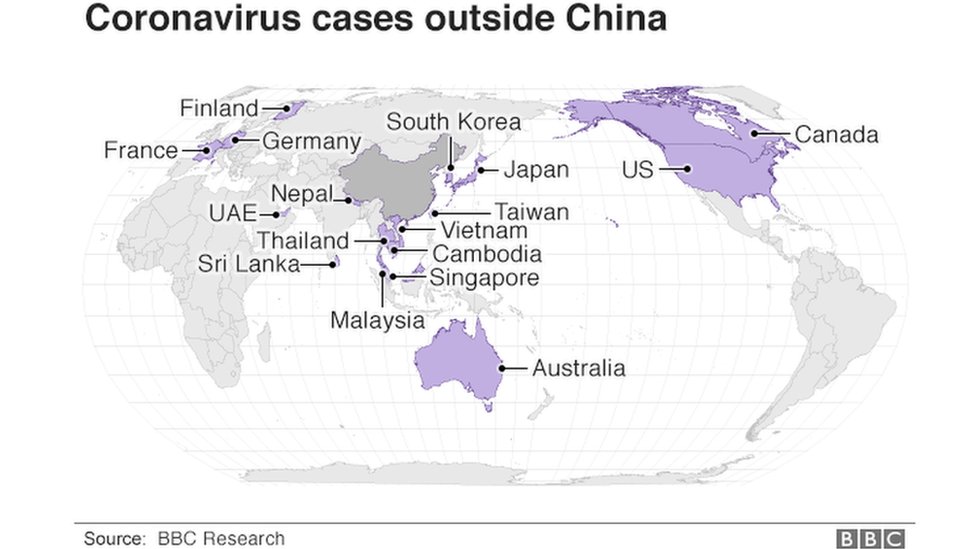 Coronavirus cases outside China
Finland
South Korea
Canada
Germany
France
Japan
US
Nepal
UAE
Taiwan
Vietnam
Thailand
Cambodia
Sri Lanka
Singapore
Malaysia
Australia
Source: BBC Research
BBC